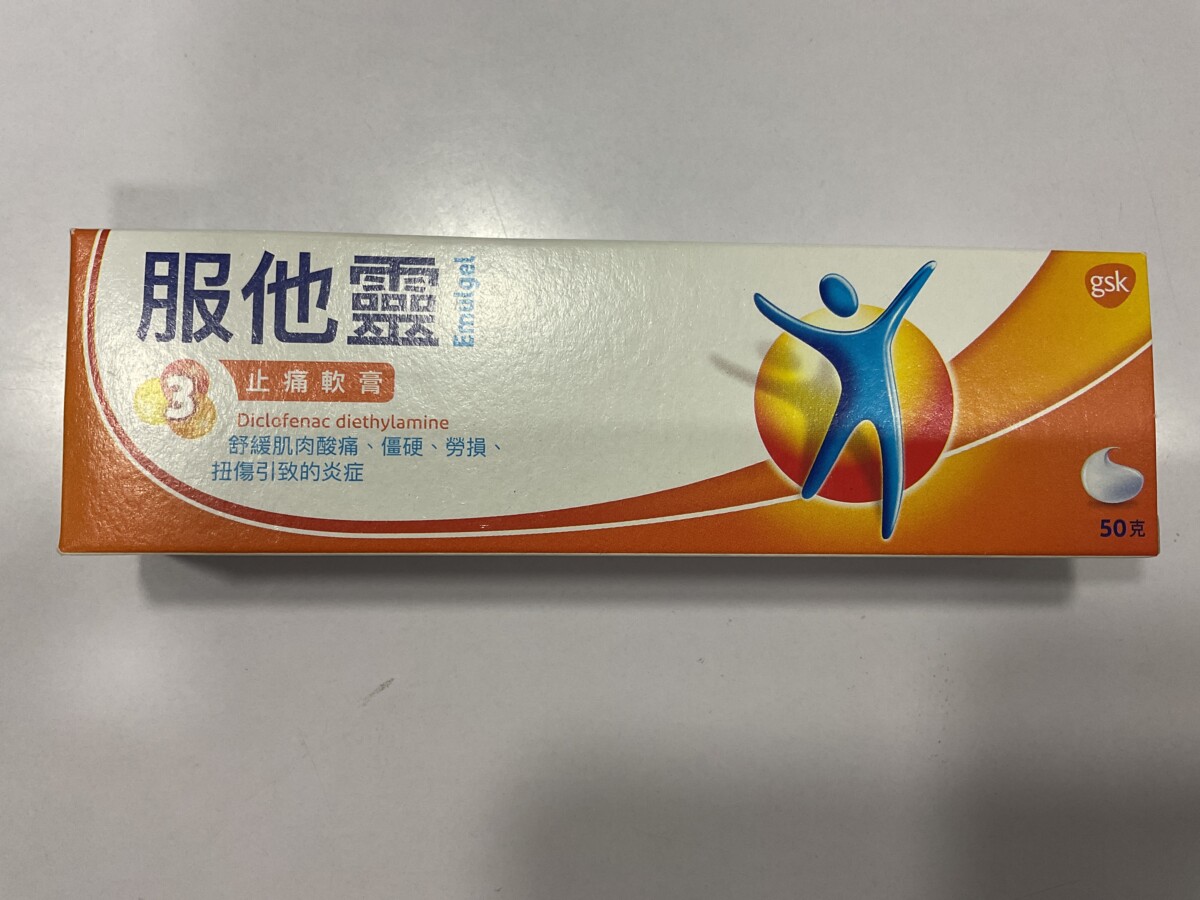 服他靈 Emulgel
gsk
3 止痛軟膏
Diclofenac diethylamine
舒緩肌肉酸痛、僵硬、勞損、
扭傷引致的炎症
50克